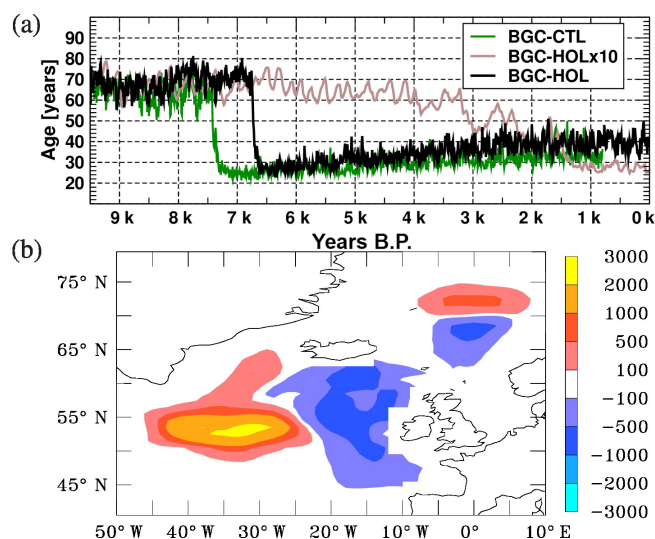 (a)
Age [years]
90
80
70
60
50
40
30
20
BGC-CTL
BGC-HOLx10
BGC-HOL
9 k 8 k 7 k 6 k 5 k 4 k 3 k 2 k 1 k 0 k
Years B.P.
(b)
75° N
65° N
55° N
45° N
50° W 40° W 30° W 20° W 10° W 0° 10° E
3000
2000
1000
500
100
-100
-500
-1000
-2000
-3000